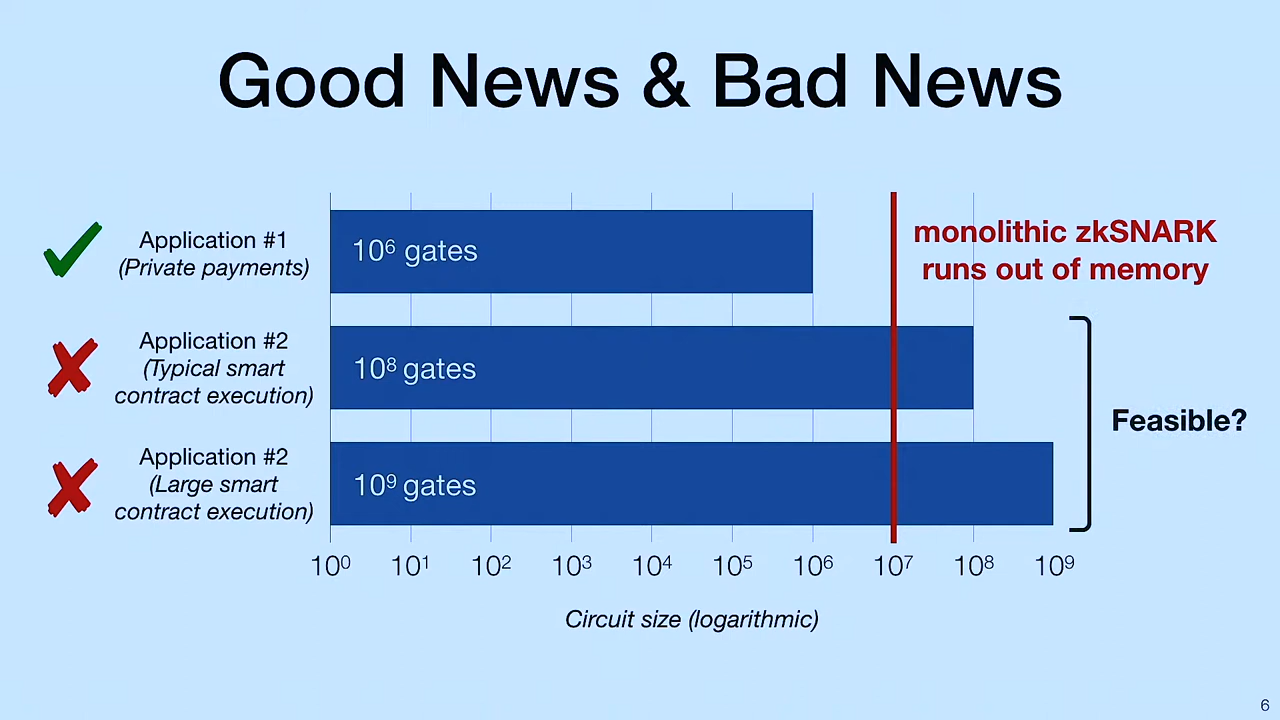 Good News & Bad News
Application #1
(Private payments)
10⁶ gates
monolithic zkSNARK
runs out of memory
Application #2
(Typical smart
contract execution)
10⁸ gates
Feasible?
Application #2
(Large smart
contract execution)
10⁹ gates
10⁰ 10¹ 10² 10³ 10⁴ 10⁵ 10⁶ 10⁷ 10⁸ 10⁹
Circuit size (logarithmic)
6